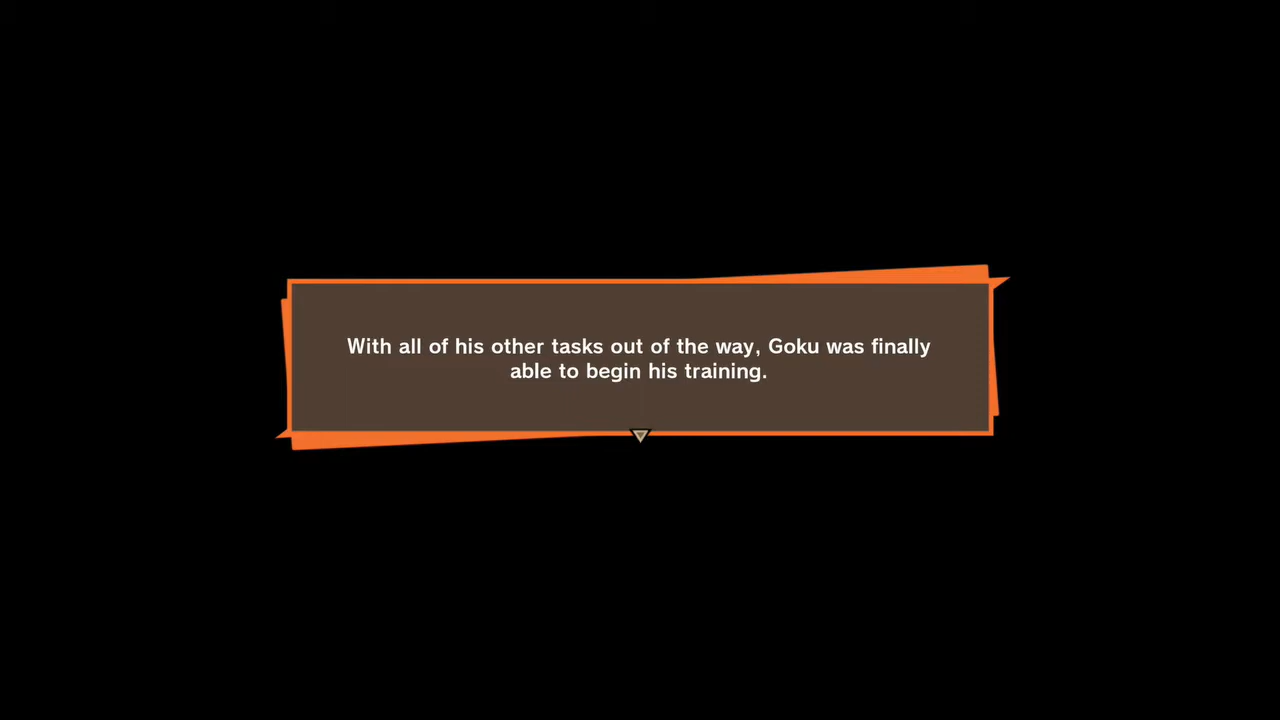 With all of his other tasks out of the way, Goku was finally
able to begin his training.